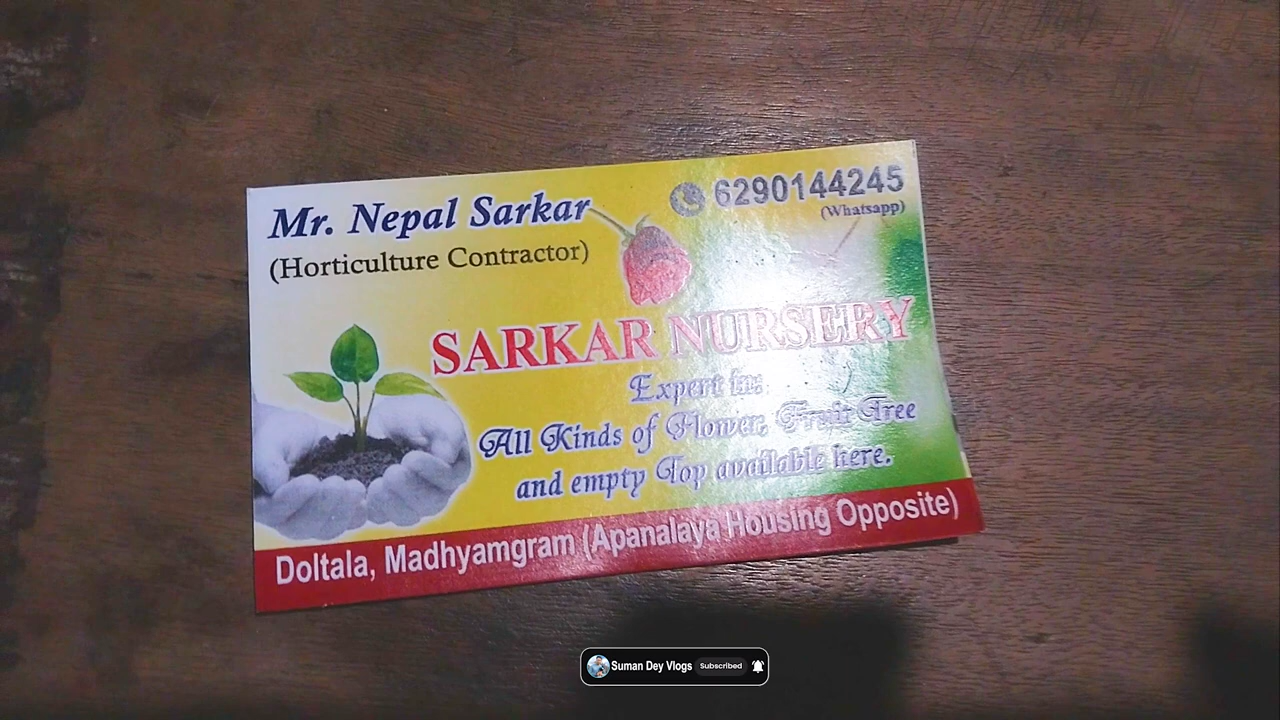 Mr. Nepal Sarkar
(Horticulture Contractor)
6290144245
(Whatsapp)
SARKAR NURSERY
Expert in:
All Kinds of Flower, Fruit Tree
and empty Top available here.
Doltala, Madhyamgram (Apanalaya Housing Opposite)
Suman Dey Vlogs Subscribed